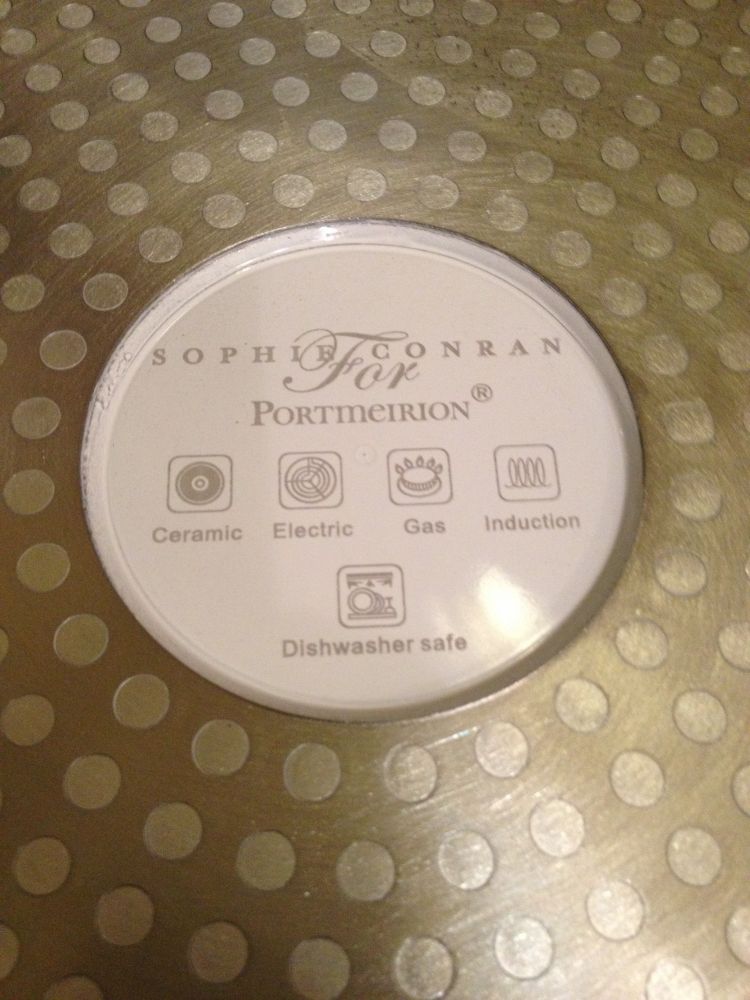 SOPHIE CONRAN
For
PORTMEIRION®
Ceramic Electric Gas Induction
Dishwasher safe